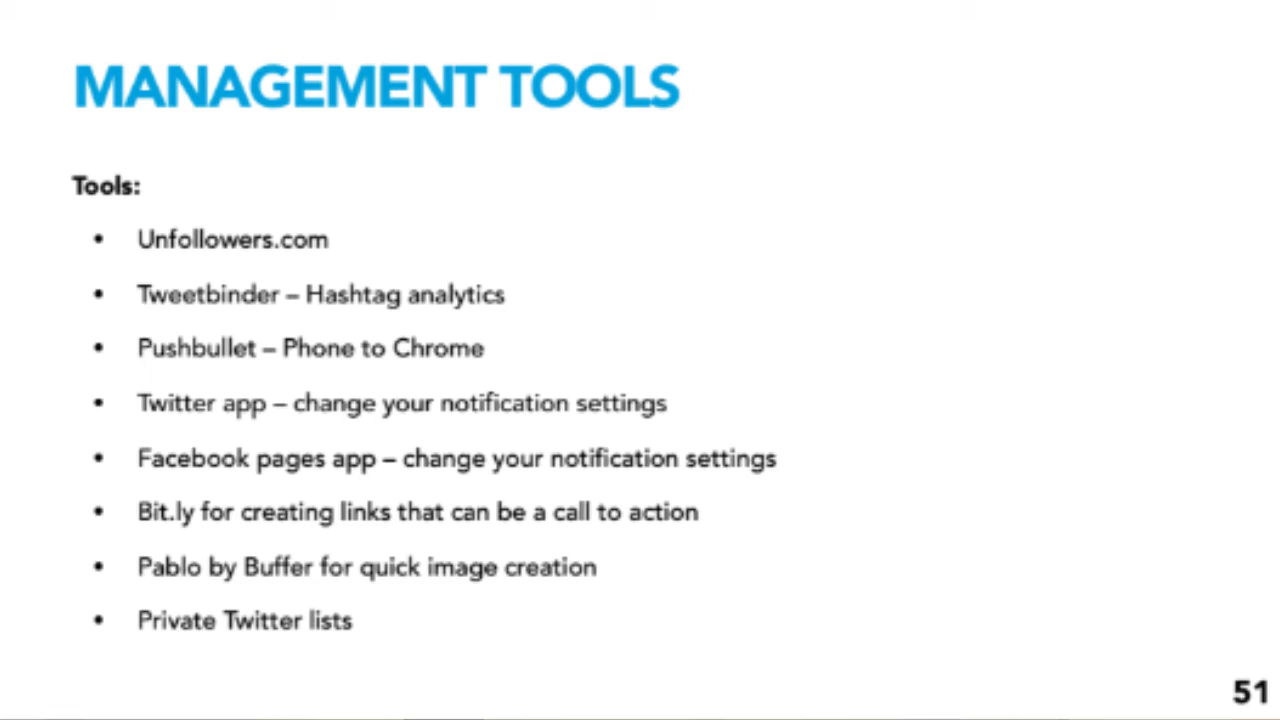 MANAGEMENT TOOLS
Tools:
• Unfollowers.com
• Tweetbinder – Hashtag analytics
• Pushbullet – Phone to Chrome
• Twitter app – change your notification settings
• Facebook pages app – change your notification settings
• Bit.ly for creating links that can be a call to action
• Pablo by Buffer for quick image creation
• Private Twitter lists
51